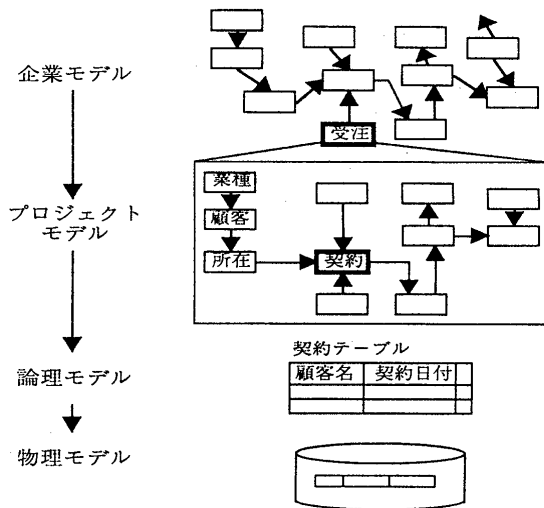 企業モデル
受注
業種
顧客
所在
契約
プロジェクト
モデル
契約テーブル
顧客名 契約日付
論理モデル
物理モデル